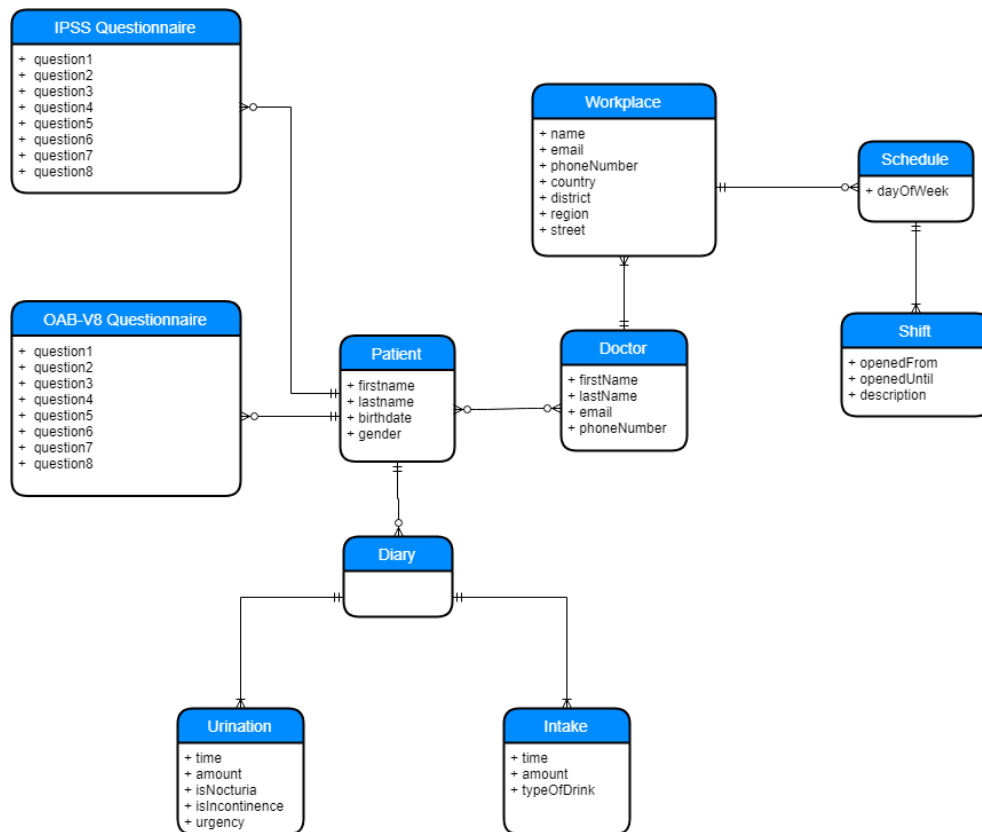 IPSS Questionnaire
+ question1
+ question2
+ question3
+ question4
+ question5
+ question6
+ question7
+ question8
Workplace
+ name
+ email
+ phoneNumber
+ country
+ district
+ region
+ street
Schedule
+ dayOfWeek
OAB-V8 Questionnaire
+ question1
+ question2
+ question3
+ question4
+ question5
+ question6
+ question7
+ question8
Patient
+ firstname
+ lastname
+ birthdate
+ gender
Doctor
+ firstName
+ lastName
+ email
+ phoneNumber
Shift
+ openedFrom
+ openedUntil
+ description
Diary
Urination
+ time
+ amount
+ isNocturia
+ isIncontinence
+ urgency
Intake
+ time
+ amount
+ typeOfDrink